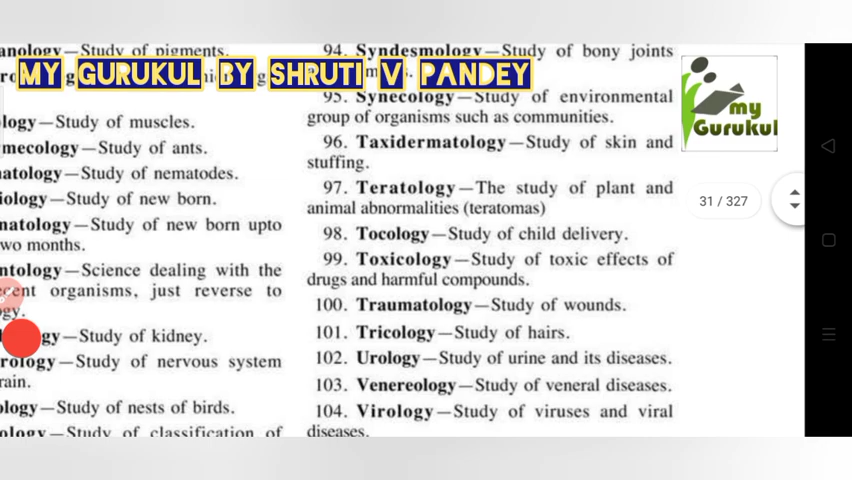 anology—Study of pigments.
MY GURUKUL BY SHRUTI V PANDEY
ology—Study of muscles.
mecology—Study of ants.
atology—Study of nematodes.
iology—Study of new born.
natology—Study of new born upto
wo months.
ntology—Science dealing with the
cent organisms, just reverse to
gy.
gy—Study of kidney.
rology—Study of nervous system
rain.
ology—Study of nests of birds.
ology—Study of classification of
94. Syndesmology—Study of bony joints
95. Synecology—Study of environmental
group of organisms such as communities.
96. Taxidermatology—Study of skin and
stuffing.
97. Teratology—The study of plant and
animal abnormalities (teratomas)
98. Tocology—Study of child delivery.
99. Toxicology—Study of toxic effects of
drugs and harmful compounds.
100. Traumatology—Study of wounds.
101. Tricology—Study of hairs.
102. Urology—Study of urine and its diseases.
103. Venereology—Study of veneral diseases.
104. Virology—Study of viruses and viral
diseases.
my
Gurukul
31 / 327